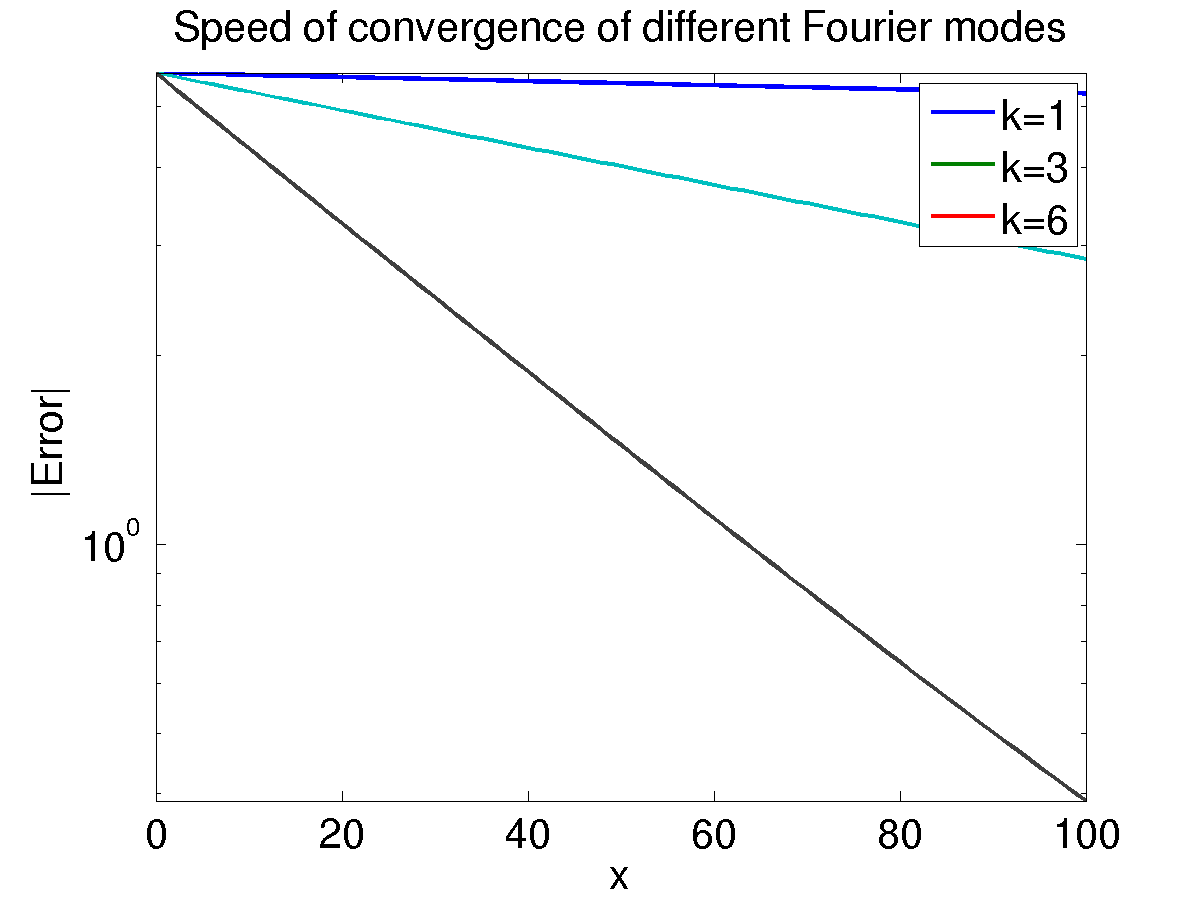 Speed of convergence of different Fourier modes
k=1
k=3
k=6
|Error|
10^0
0 20 40 60 80 100
x